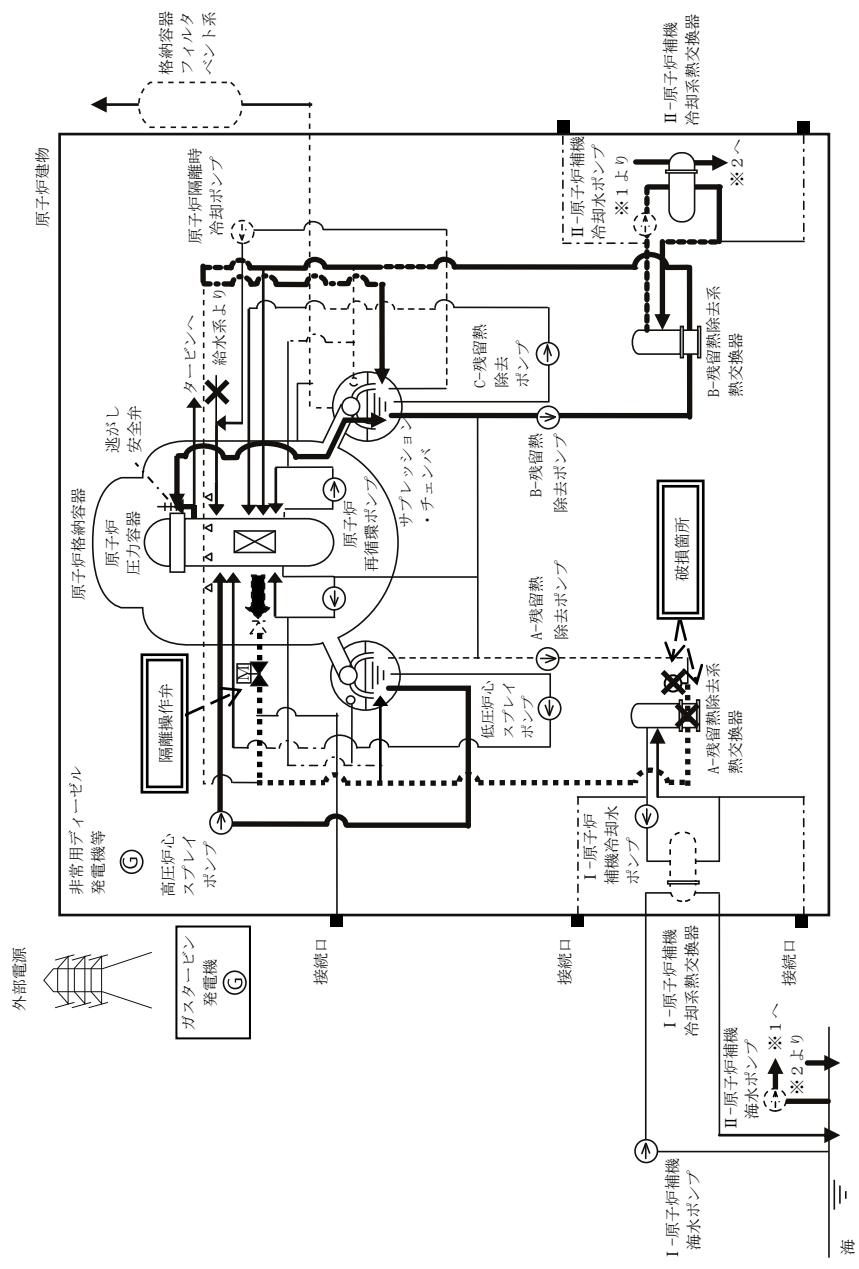 外部電源
ガスタービン
発電機
G
非常用ディーゼル
発電機等
G
高圧炉心
スプレイ
ポンプ
隔離操作弁
M
原子炉格納容器
原子炉
圧力容器
逃がし
安全弁
タービンへ
給水系より
原子炉建物
原子炉隔離時
冷却ポンプ
格納容器
フィルタ
ベント系
原子炉
再循環ポンプ
サプレッション
・チェンバ
低圧炉心
スプレイ
ポンプ
A-残留熱
除去ポンプ
B-残留熱
除去ポンプ
C-残留熱
除去
ポンプ
破損箇所
A-残留熱除去系
熱交換器
B-残留熱除去系
熱交換器
Ⅱ-原子炉補機
冷却水ポンプ
※1より
※2へ
Ⅱ-原子炉補機
冷却系熱交換器
Ⅰ-原子炉
補機冷却水
ポンプ
接続口
接続口
接続口
Ⅰ-原子炉補機
冷却系熱交換器
Ⅱ-原子炉補機
海水ポンプ
※1へ
※2より
Ⅰ-原子炉補機
海水ポンプ
海